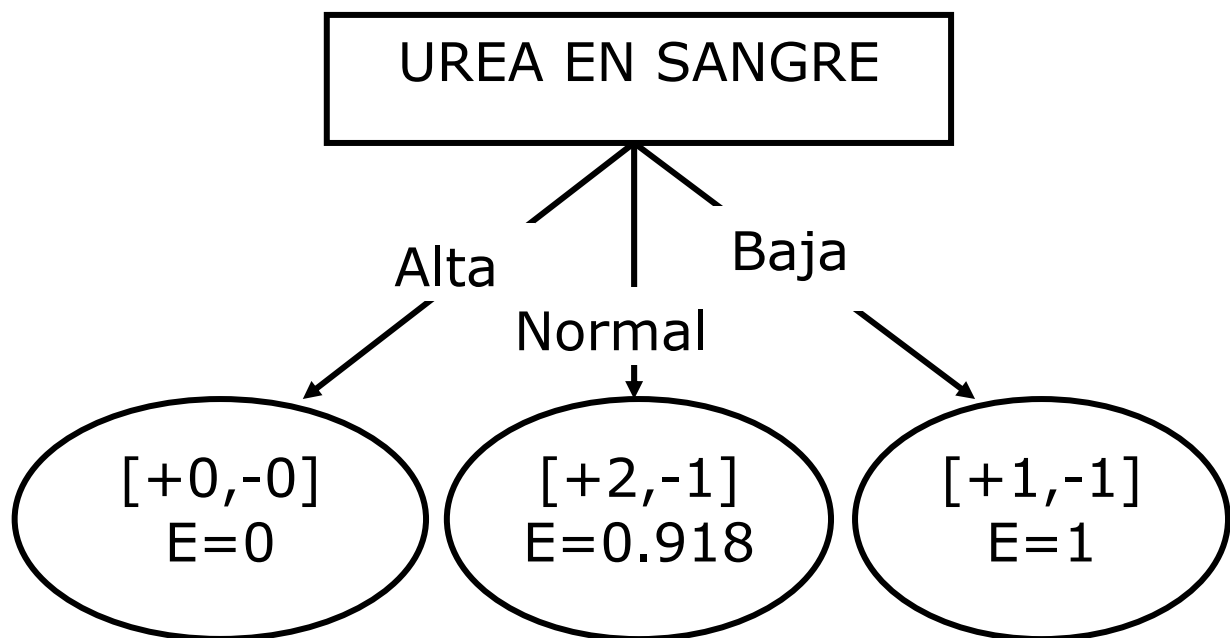 UREA EN SANGRE
Alta
Normal
Baja
[+0,-0]
E=0
[+2,-1]
E=0.918
[+1,-1]
E=1